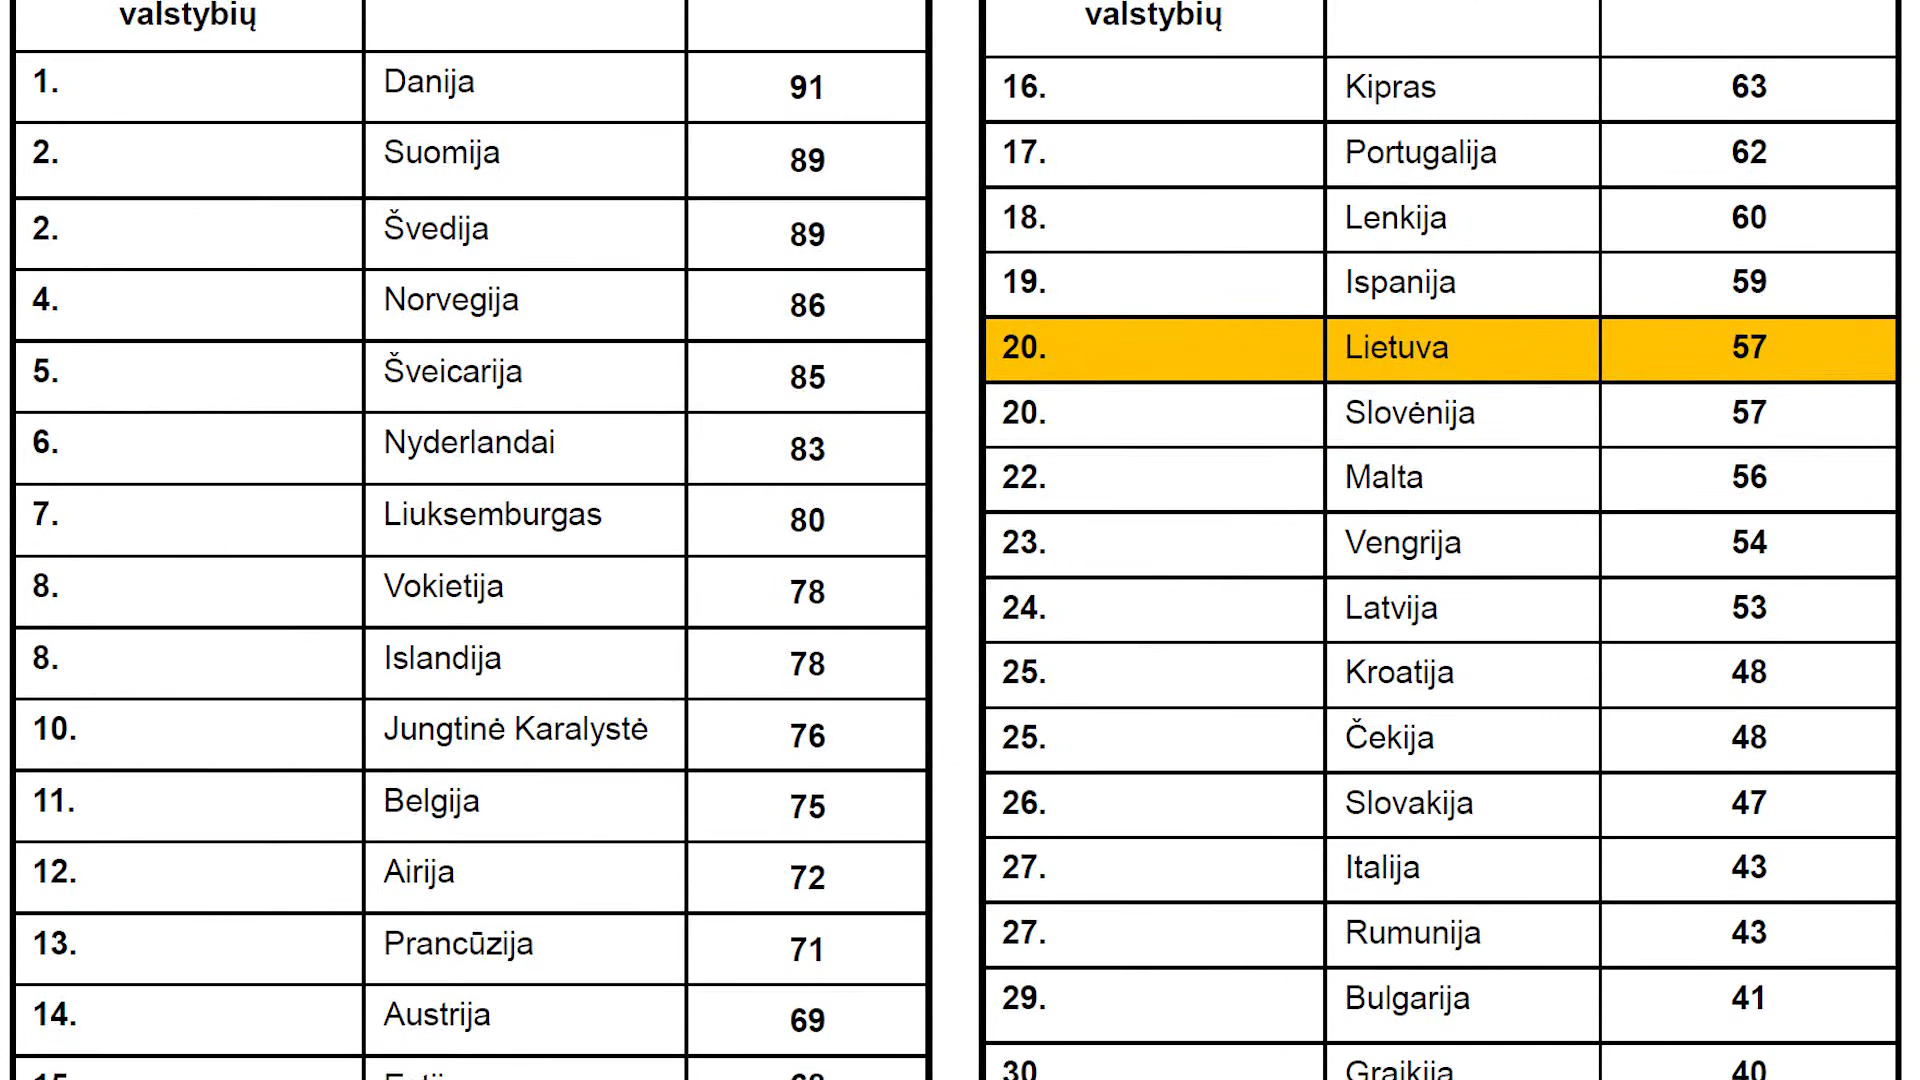 valstybių
1. Danija 91
2. Suomija 89
2. Švedija 89
4. Norvegija 86
5. Šveicarija 85
6. Nyderlandai 83
7. Liuksemburgas 80
8. Vokietija 78
8. Islandija 78
10. Jungtinė Karalystė 76
11. Belgija 75
12. Airija 72
13. Prancūzija 71
14. Austrija 69
valstybių
16. Kipras 63
17. Portugalija 62
18. Lenkija 60
19. Ispanija 59
20. Lietuva 57
20. Slovėnija 57
22. Malta 56
23. Vengrija 54
24. Latvija 53
25. Kroatija 48
25. Čekija 48
26. Slovakija 47
27. Italija 43
27. Rumunija 43
29. Bulgarija 41
30 Graikija 40